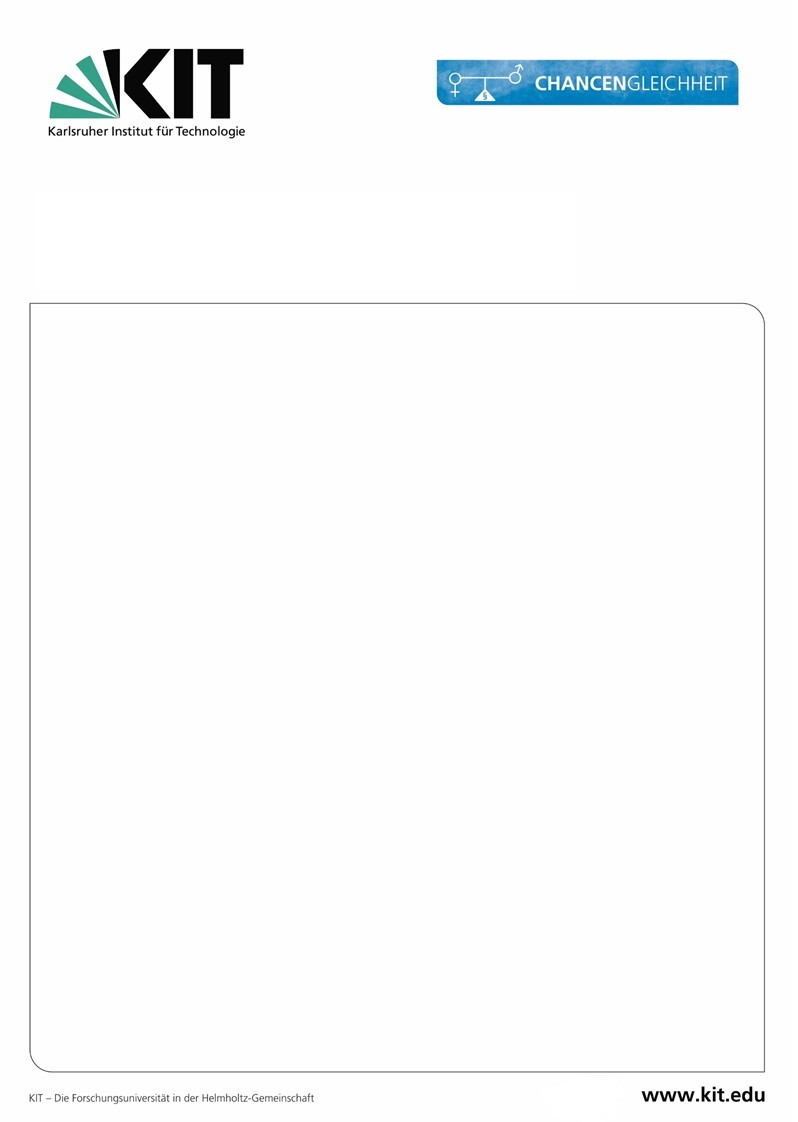 KIT
Karlsruher Institut für Technologie
CHANCENGLEICHHEIT
KIT – Die Forschungsuniversität in der Helmholtz-Gemeinschaft
www.kit.edu